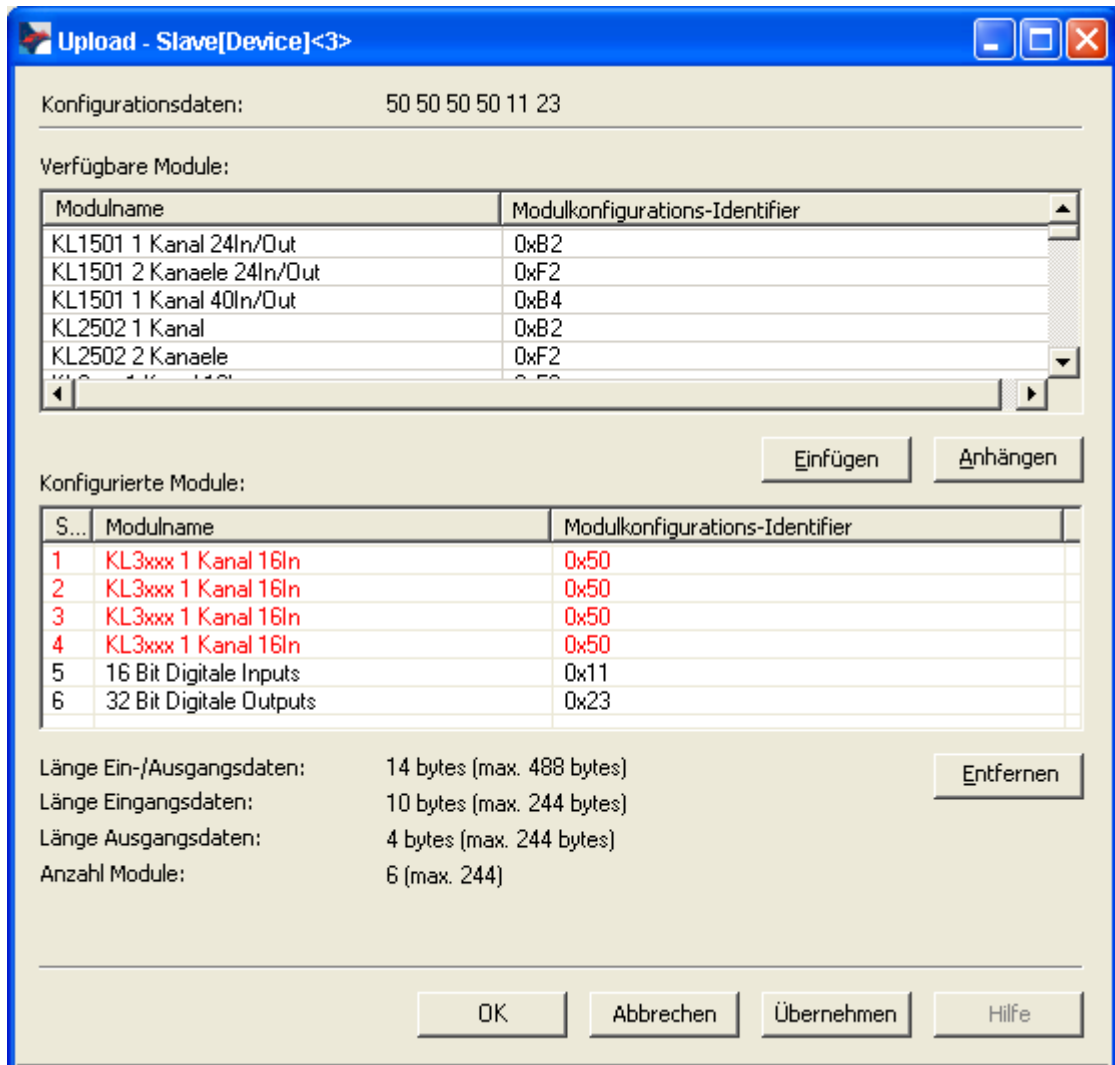 Upload - Slave[Device]<3>
Konfigurationsdaten: 50 50 50 50 11 23
Verfügbare Module:
Modulname Modulkonfigurations-Identifier
KL1501 1 Kanal 24In/Out 0xB2
KL1501 2 Kanaele 24In/Out 0xF2
KL1501 1 Kanal 40In/Out 0xB4
KL2502 1 Kanal 0xB2
KL2502 2 Kanaele 0xF2
Einfügen Anhängen
Konfigurierte Module:
S... Modulname Modulkonfigurations-Identifier
1 KL3xxx 1 Kanal 16In 0x50
2 KL3xxx 1 Kanal 16In 0x50
3 KL3xxx 1 Kanal 16In 0x50
4 KL3xxx 1 Kanal 16In 0x50
5 16 Bit Digitale Inputs 0x11
6 32 Bit Digitale Outputs 0x23
Länge Ein-/Ausgangsdaten: 14 bytes (max. 488 bytes) Entfernen
Länge Eingangsdaten: 10 bytes (max. 244 bytes)
Länge Ausgangsdaten: 4 bytes (max. 244 bytes)
Anzahl Module: 6 (max. 244)
OK Abbrechen Übernehmen Hilfe